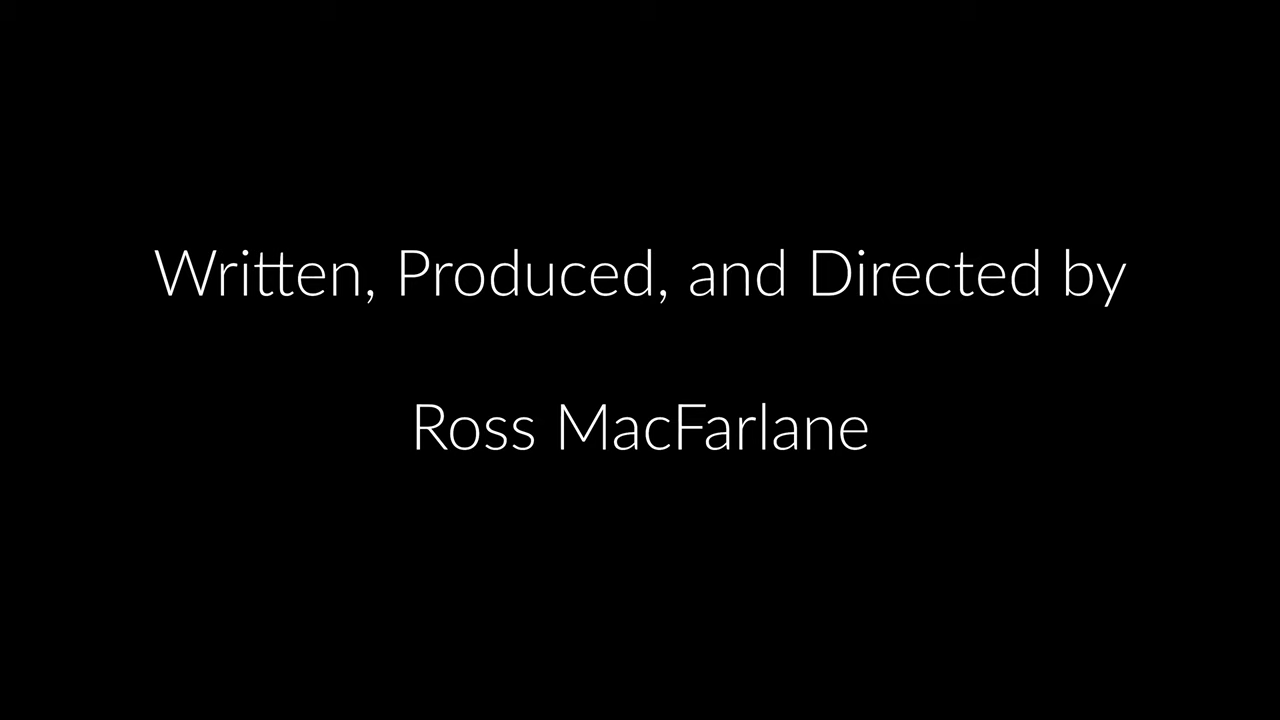 Written, Produced, and Directed by
Ross MacFarlane